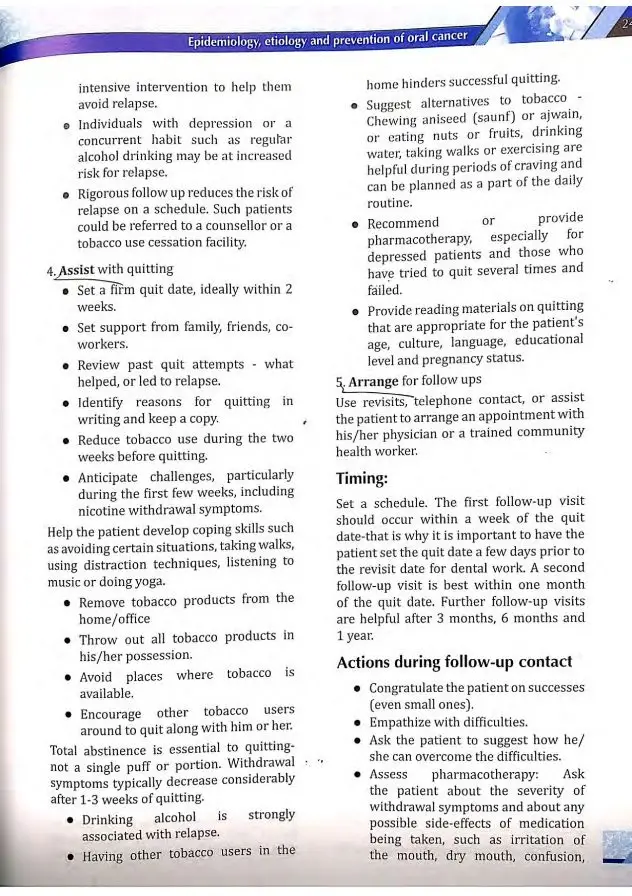 Epidemiology, etiology and prevention of oral cancer
intensive intervention to help them
avoid relapse.
● Individuals with depression or a
concurrent habit such as regular
alcohol drinking may be at increased
risk for relapse.
● Rigorous follow up reduces the risk of
relapse on a schedule. Such patients
could be referred to a counsellor or a
tobacco use cessation facility.
4. Assist with quitting
● Set a firm quit date, ideally within 2
weeks.
● Set support from family, friends, co-
workers.
● Review past quit attempts - what
helped, or led to relapse.
● Identify reasons for quitting in
writing and keep a copy.
● Reduce tobacco use during the two
weeks before quitting.
● Anticipate challenges, particularly
during the first few weeks, including
nicotine withdrawal symptoms.
Help the patient develop coping skills such
as avoiding certain situations, taking walks,
using distraction techniques, listening to
music or doing yoga.
● Remove tobacco products from the
home/office
● Throw out all tobacco products in
his/her possession.
● Avoid places where tobacco is
available.
● Encourage other tobacco users
around to quit along with him or her.
Total abstinence is essential to quitting-
not a single puff or portion. Withdrawal
symptoms typically decrease considerably
after 1-3 weeks of quitting.
● Drinking alcohol is strongly
associated with relapse.
● Having other tobacco users in the
home hinders successful quitting.
● Suggest alternatives to tobacco -
Chewing aniseed (saunf) or ajwain,
or eating nuts or fruits, drinking
water, taking walks or exercising are
helpful during periods of craving and
can be planned as a part of the daily
routine.
● Recommend or provide
pharmacotherapy, especially for
depressed patients and those who
have tried to quit several times and
failed.
● Provide reading materials on quitting
that are appropriate for the patient's
age, culture, language, educational
level and pregnancy status.
5. Arrange for follow ups
Use revisits, telephone contact, or assist
the patient to arrange an appointment with
his/her physician or a trained community
health worker.
Timing:
Set a schedule. The first follow-up visit
should occur within a week of the quit
date-that is why it is important to have the
patient set the quit date a few days prior to
the revisit date for dental work. A second
follow-up visit is best within one month
of the quit date. Further follow-up visits
are helpful after 3 months, 6 months and
1 year.
Actions during follow-up contact
● Congratulate the patient on successes
(even small ones).
● Empathize with difficulties.
● Ask the patient to suggest how he/
she can overcome the difficulties.
● Assess pharmacotherapy: Ask
the patient about the severity of
withdrawal symptoms and about any
possible side-effects of medication
being taken, such as irritation of
the mouth, dry mouth, confusion,